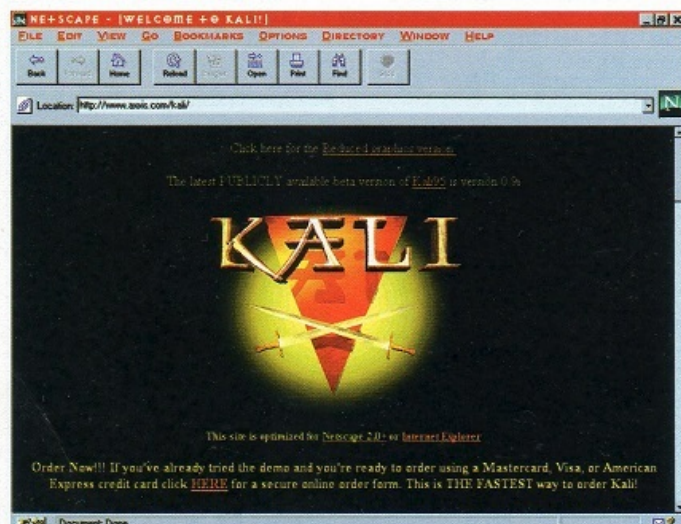 NETSCAPE - [WELCOME TO KALI!]
FILE EDIT VIEW GO BOOKMARKS OPTIONS DIRECTORY WINDOW HELP
Back Forward Home Reload Images Open Print Find Stop
Location: http://www.axxis.com/kali/
N
Click here for the Reduced graphics version.
The latest PUBLICLY available beta version of Kali95 is version 0.9b
KALI
This site is optimized for Netscape 2.0+ or Internet Explorer
Order Now!!! If you've already tried the demo and you're ready to order using a Mastercard, Visa, or American
Express credit card click HERE for a secure online order form. This is THE FASTEST way to order Kali!
Document: Done